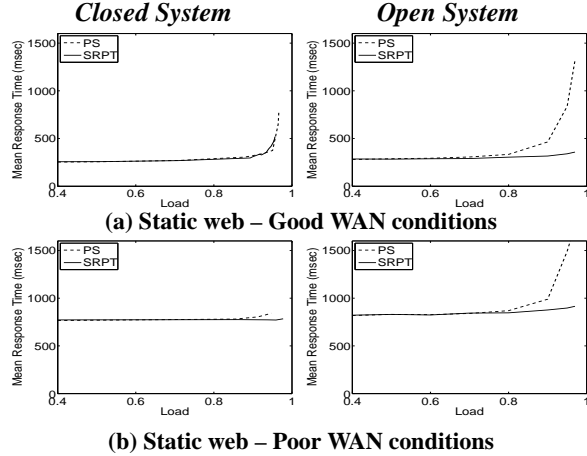 Closed System Open System
Mean Response Time (msec)
1500
1000
500
0
PS
SRPT
0.4 0.6 0.8 1
Load
Mean Response Time (msec)
1500
1000
500
0
PS
SRPT
0.4 0.6 0.8 1
Load
(a) Static web – Good WAN conditions
Mean Response Time (msec)
1500
1000
500
0
PS
SRPT
0.4 0.6 0.8 1
Load
Mean Response Time (msec)
1500
1000
500
0
PS
SRPT
0.4 0.6 0.8 1
Load
(b) Static web – Poor WAN conditions